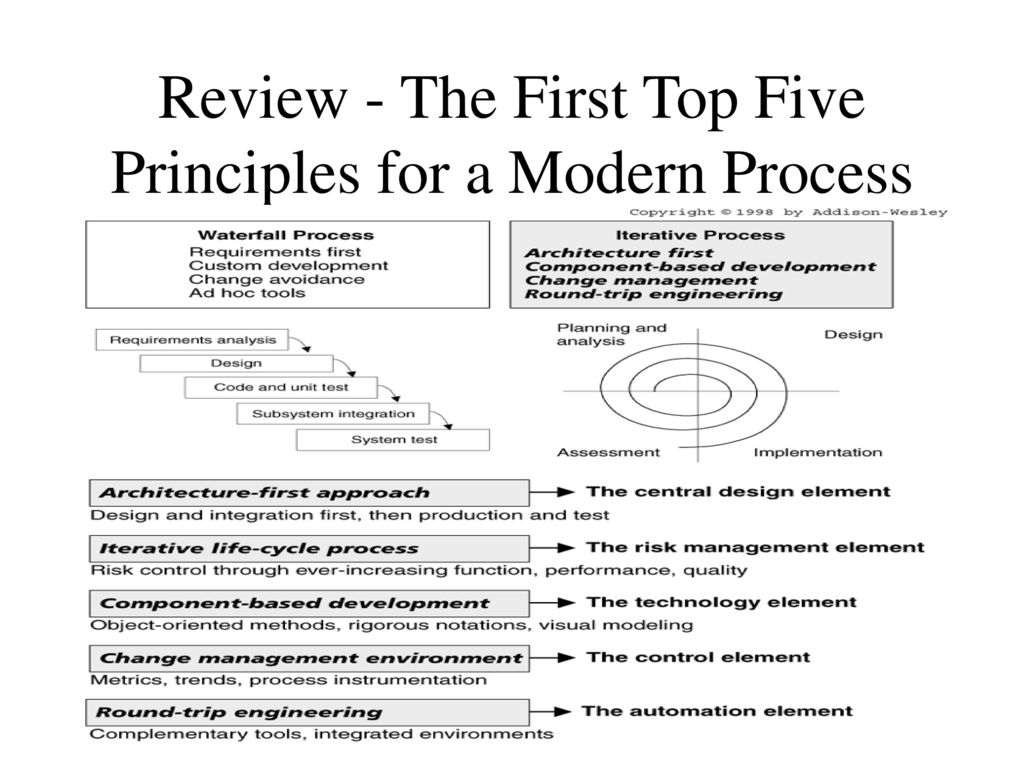 Review - The First Top Five
Principles for a Modern Process
Copyright © 1998 by Addison-Wesley
Waterfall Process
Requirements first
Custom development
Change avoidance
Ad hoc tools
Iterative Process
Architecture first
Component-based development
Change management
Round-trip engineering
Requirements analysis
Design
Code and unit test
Subsystem integration
System test
Planning and
analysis
Design
Assessment
Implementation
Architecture-first approach
The central design element
Design and integration first, then production and test
Iterative life-cycle process
The risk management element
Risk control through ever-increasing function, performance, quality
Component-based development
The technology element
Object-oriented methods, rigorous notations, visual modeling
Change management environment
The control element
Metrics, trends, process instrumentation
Round-trip engineering
The automation element
Complementary tools, integrated environments